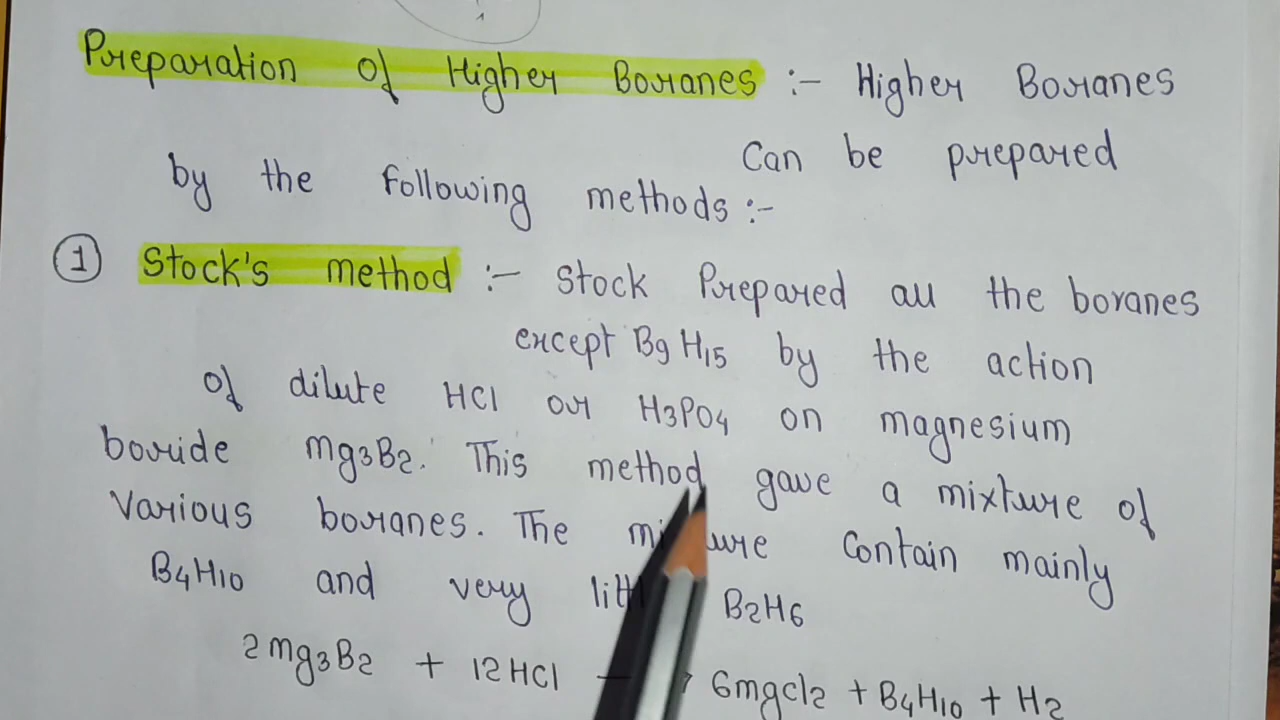 Preparation of Higher Boranes :- Higher Boranes
Can be prepared
by the following methods :-
① Stock's method :- Stock Prepared all the boranes
except B9H15 by the action
of dilute HCl or H3PO4 on magnesium
boride Mg3B2. This method gave a mixture of
Various boranes. The contain mainly
B4H10 and very B2H6
2Mg3B2 + 12HCl → 6MgCl2 + B4H10 + H2